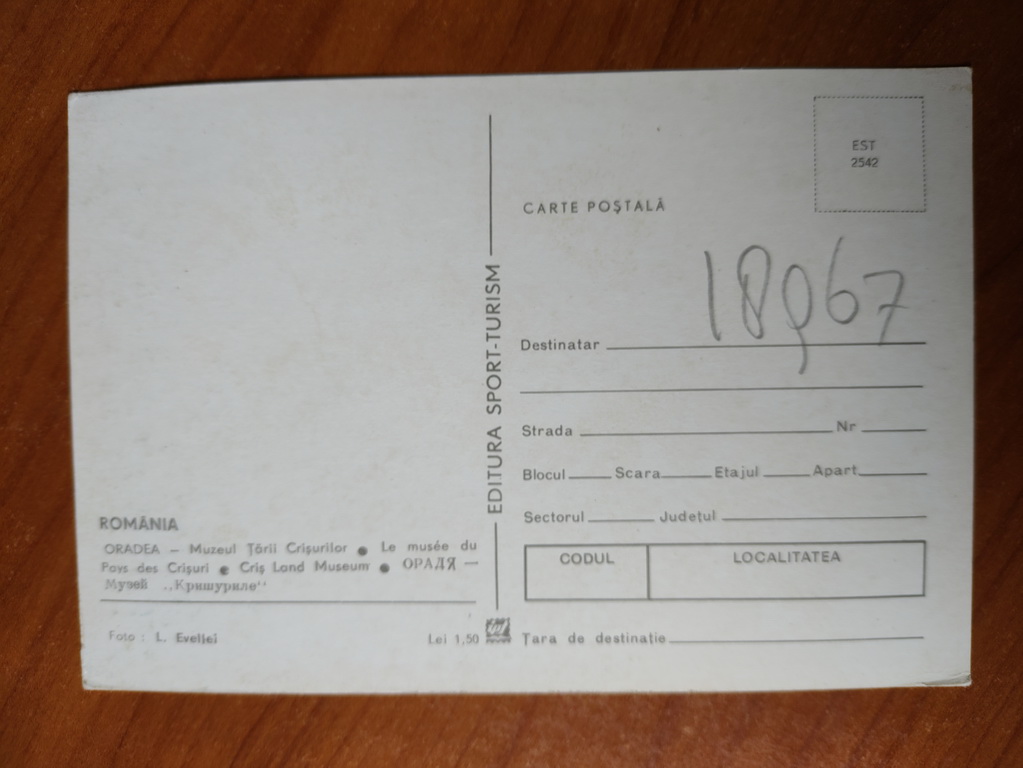 ROMÂNIA
ORADEA – Muzeul Țării Crișurilor ● Le musée du
Pays des Crișuri ● Criș Land Museum ● ОРАДЯ —
Музей „Кришуриле“
Foto : L. Eveliei
Lei 1,50
EDITURA SPORT-TURISM
EST
2542
CARTE POȘTALĂ
18967
Destinatar
Strada Nr
Blocul Scara Etajul Apart.
Sectorul Județul
CODUL LOCALITATEA
Țara de destinație